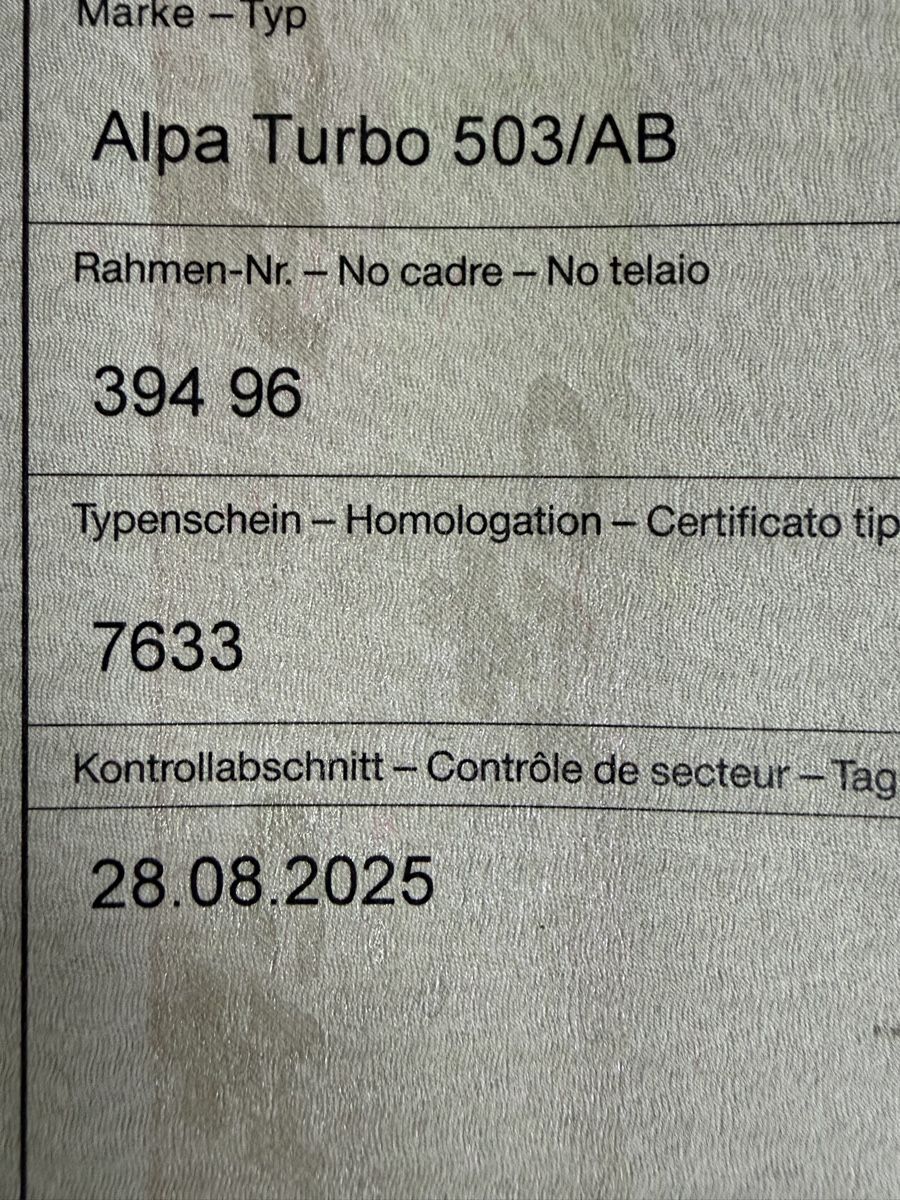 Marke – Typ
Alpa Turbo 503/AB
Rahmen-Nr. – No cadre – No telaio
394 96
Typenschein – Homologation – Certificato tip
7633
Kontrollabschnitt – Contrôle de secteur – Tag
28.08.2025